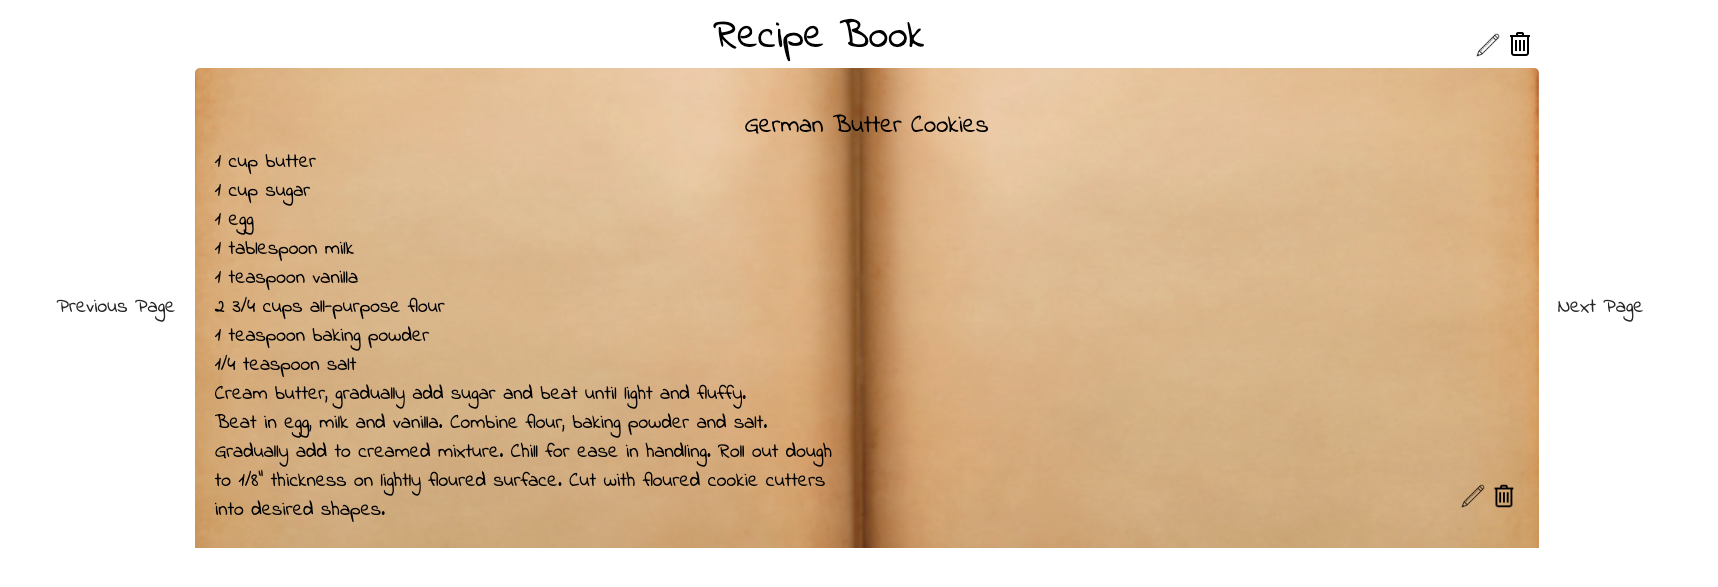 Recipe Book
German Butter Cookies
1 cup butter
1 cup sugar
1 egg
1 tablespoon milk
1 teaspoon vanilla
2 3/4 cups all-purpose flour
1 teaspoon baking powder
1/4 teaspoon salt
Cream butter, gradually add sugar and beat until light and fluffy.
Beat in egg, milk and vanilla. Combine flour, baking powder and salt.
Gradually add to creamed mixture. Chill for ease in handling. Roll out dough
to 1/8" thickness on lightly floured surface. Cut with floured cookie cutters
into desired shapes.
Previous Page
Next Page